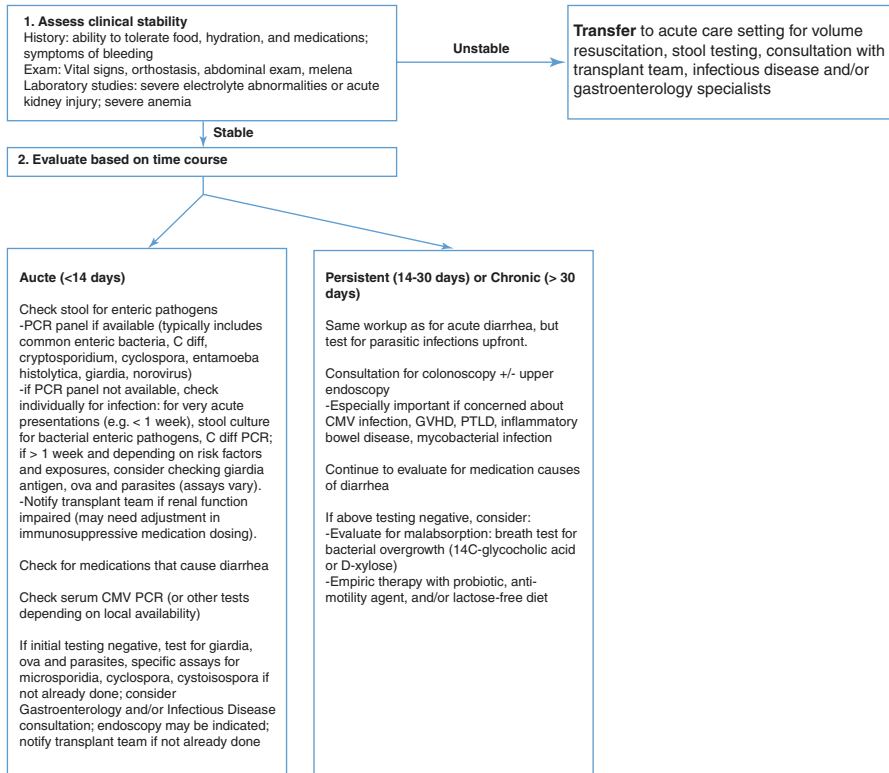 1. Assess clinical stability
History: ability to tolerate food, hydration, and medications;
symptoms of bleeding
Exam: Vital signs, orthostasis, abdominal exam, melena
Laboratory studies: severe electrolyte abnormalities or acute
kidney injury; severe anemia
Unstable
Transfer to acute care setting for volume
resuscitation, stool testing, consultation with
transplant team, infectious disease and/or
gastroenterology specialists
Stable
2. Evaluate based on time course
Aucte (<14 days)
Check stool for enteric pathogens
-PCR panel if available (typically includes
common enteric bacteria, C diff,
cryptosporidium, cyclospora, entamoeba
histolytica, giardia, norovirus)
-if PCR panel not available, check
individually for infection: for very acute
presentations (e.g. < 1 week), stool culture
for bacterial enteric pathogens, C diff PCR;
if > 1 week and depending on risk factors
and exposures, consider checking giardia
antigen, ova and parasites (assays vary).
-Notify transplant team if renal function
impaired (may need adjustment in
immunosuppressive medication dosing).
Check for medications that cause diarrhea
Check serum CMV PCR (or other tests
depending on local availability)
If initial testing negative, test for giardia,
ova and parasites, specific assays for
microsporidia, cyclospora, cystoisospora if
not already done; consider
Gastroenterology and/or Infectious Disease
consultation; endoscopy may be indicated;
notify transplant team if not already done
Persistent (14-30 days) or Chronic (> 30
days)
Same workup as for acute diarrhea, but
test for parasitic infections upfront.
Consultation for colonoscopy +/- upper
endoscopy
-Especially important if concerned about
CMV infection, GVHD, PTLD, inflammatory
bowel disease, mycobacterial infection
Continue to evaluate for medication causes
of diarrhea
If above testing negative, consider:
-Evaluate for malabsorption: breath test for
bacterial overgrowth (14C-glycocholic acid
or D-xylose)
-Empiric therapy with probiotic, anti-
motility agent, and/or lactose-free diet